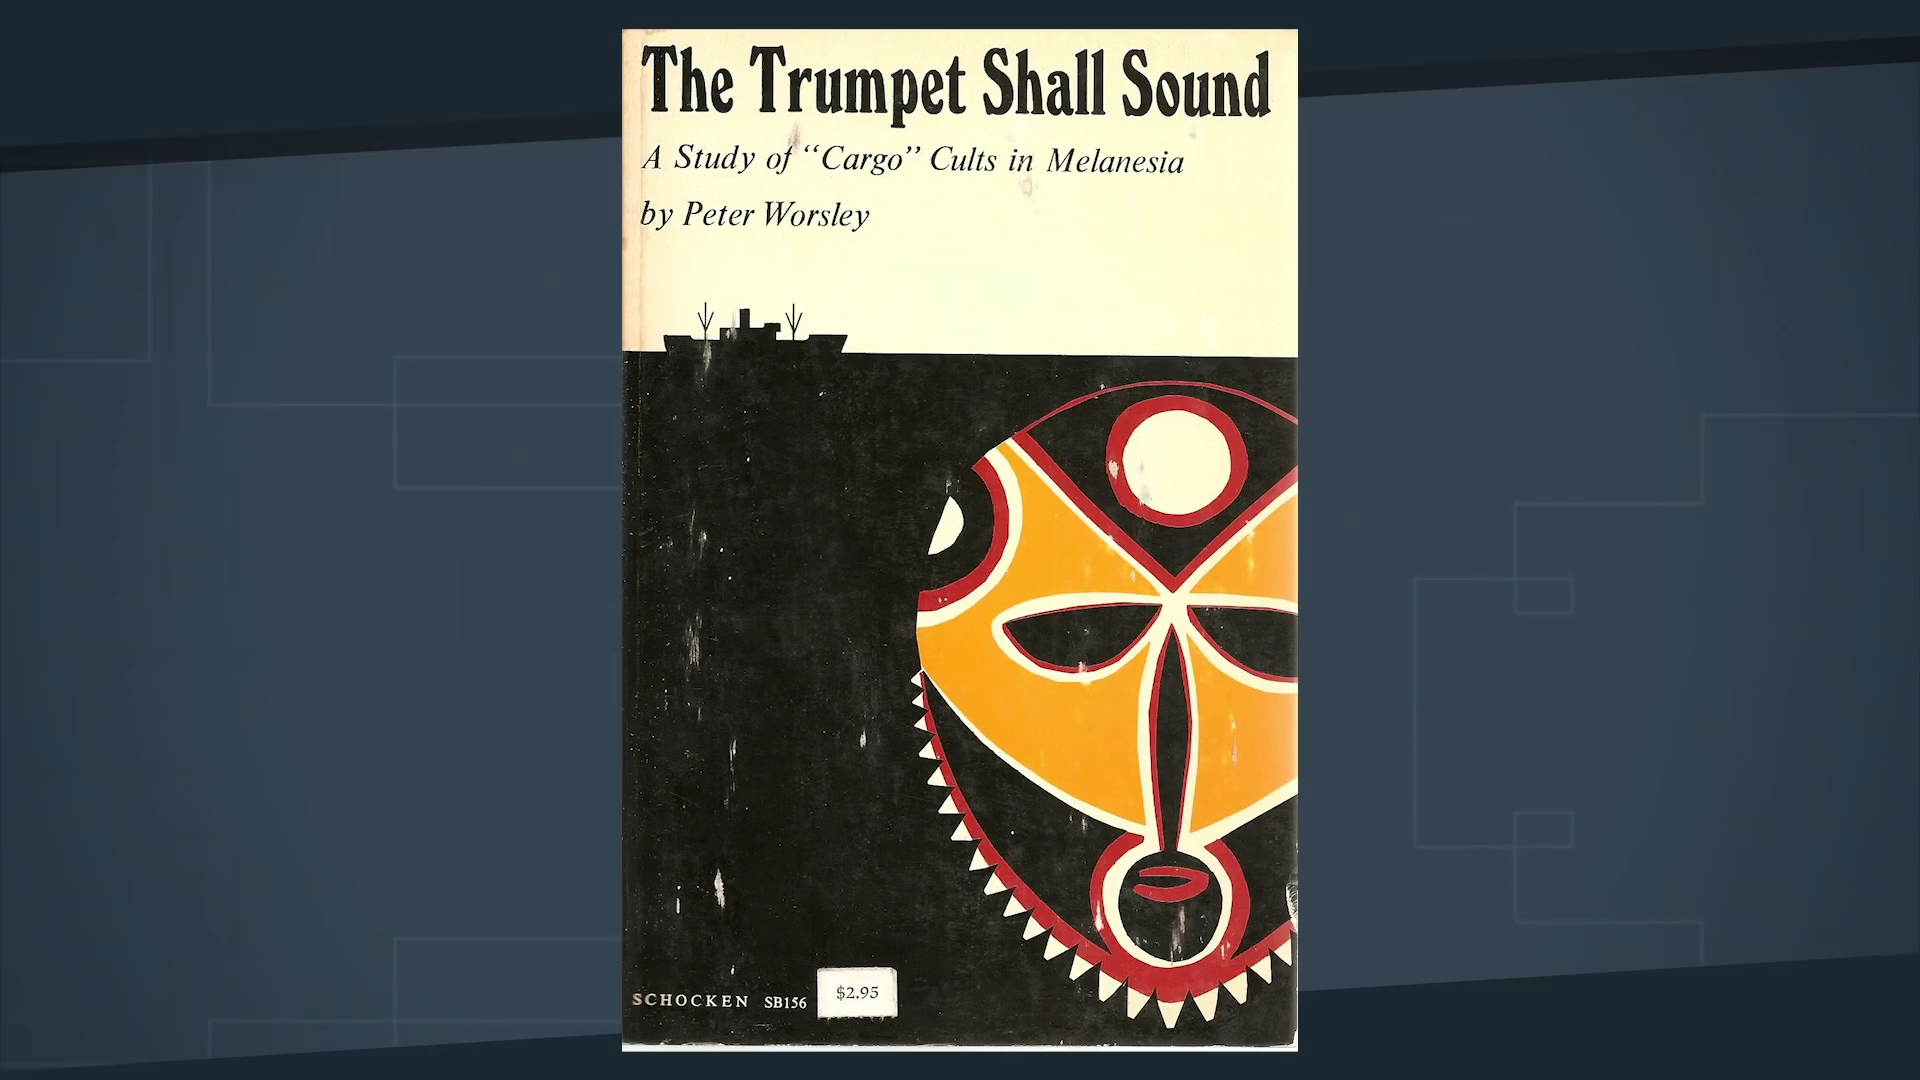 The Trumpet Shall Sound
A Study of “Cargo” Cults in Melanesia
by Peter Worsley
SCHOCKEN SB156
$2.95